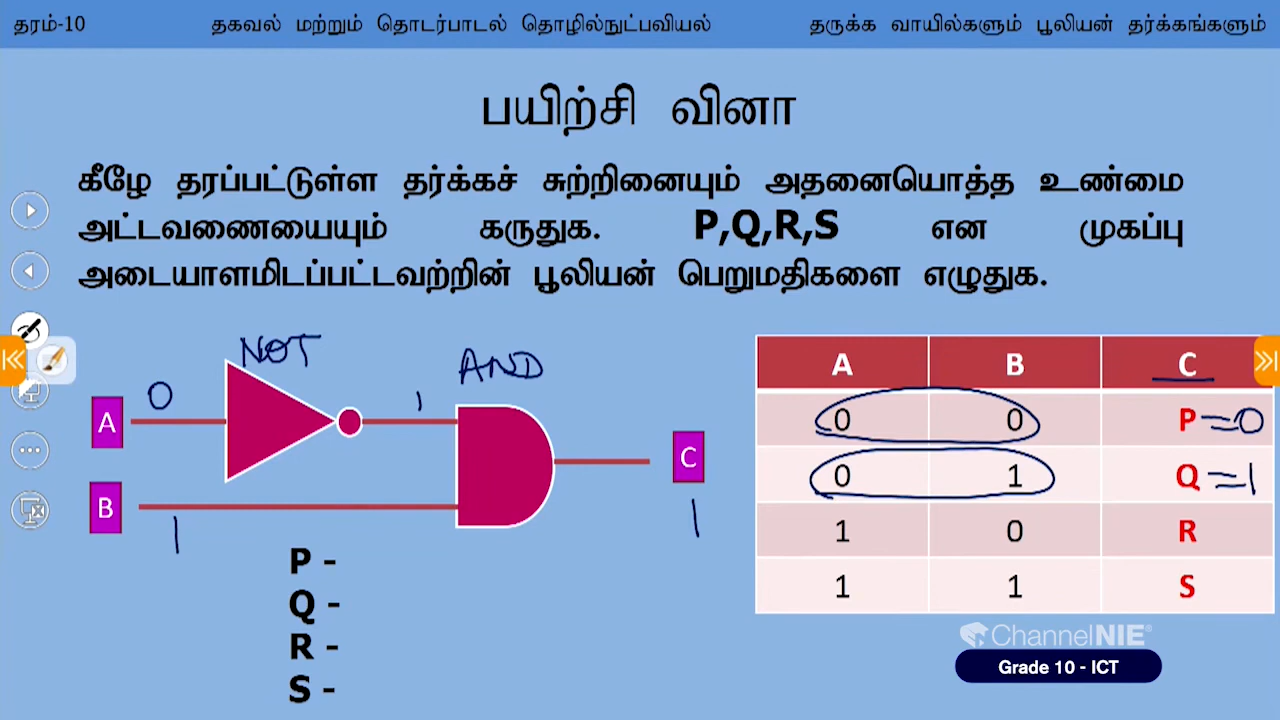 தரம்-10 தகவல் மற்றும் தொடர்பாடல் தொழில்நுட்பவியல் தருக்க வாயில்களும் பூலியன் தர்க்கங்களும்
பயிற்சி வினா
கீழே தரப்பட்டுள்ள தர்க்கச் சுற்றினையும் அதனையொத்த உண்மை
அட்டவணையையும் கருதுக. P,Q,R,S என முகப்பு
அடையாளமிடப்பட்டவற்றின் பூலியன் பெறுமதிகளை எழுதுக.
NOT
AND
A 0 1
B 1
C
1
P -
Q -
R -
S -
A B C
0 0 P =0
0 1 Q =1
1 0 R
1 1 S
ChannelNIE®
Grade 10 - ICT